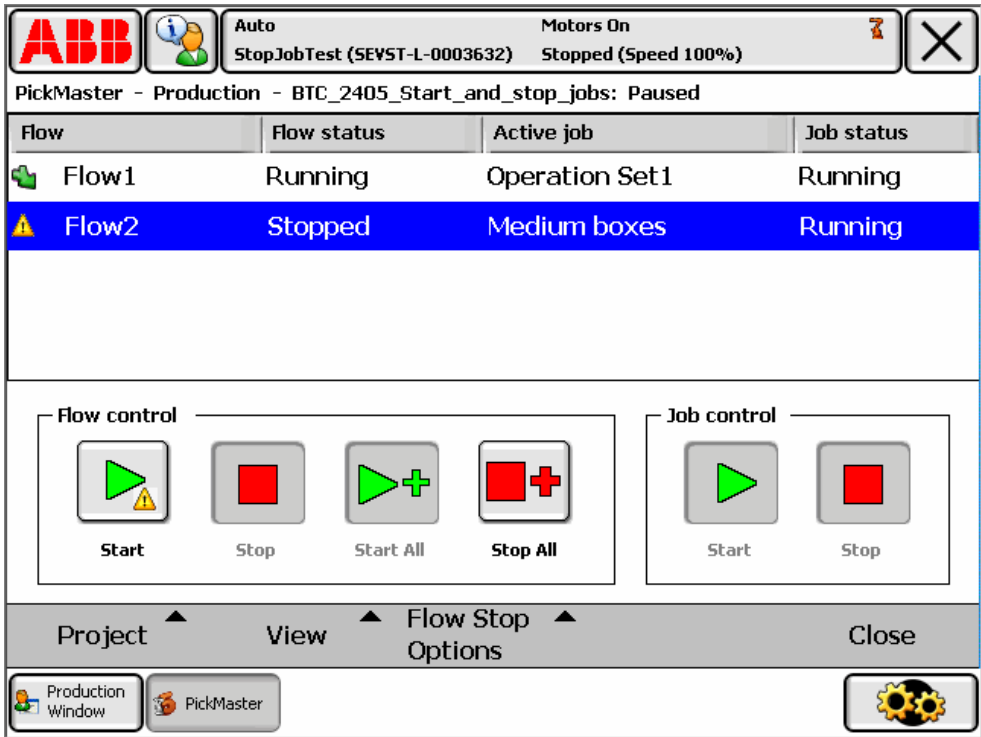 ABB
Auto
Motors On
StopJobTest (SE¥ST-L-0003632)
Stopped (Speed 100%)
PickMaster - Production - BTC_2405_Start_and_stop_jobs: Paused
Flow Flow status Active job Job status
Flow1 Running Operation Set1 Running
Flow2 Stopped Medium boxes Running
Flow control
Start Stop Start All Stop All
Job control
Start Stop
Project View Flow Stop
Options
Close
Production
Window
PickMaster